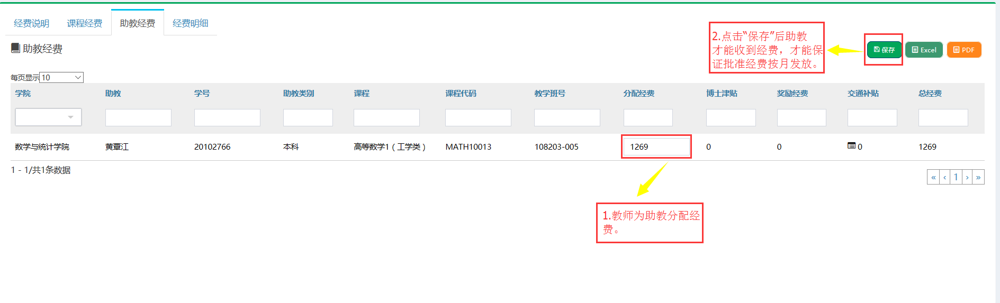 经费说明 课程经费 助教经费 经费明细
助教经费
2.点击“保存”后助教
才能收到经费，才能保
证批准经费按月发放。
保存 Excel PDF
每页显示 10
学院 助教 学号 助教类别 课程 课程代码 教学班号 分配经费 博士津贴 奖励经费 交通补贴 总经费
数学与统计学院 黄覃江 20102766 本科 高等数学1（工学类） MATH10013 108203-005 1269 0 0 0 1269
1 - 1/共1条数据
« ‹ 1 › »
1.教师为助教分配经
费。